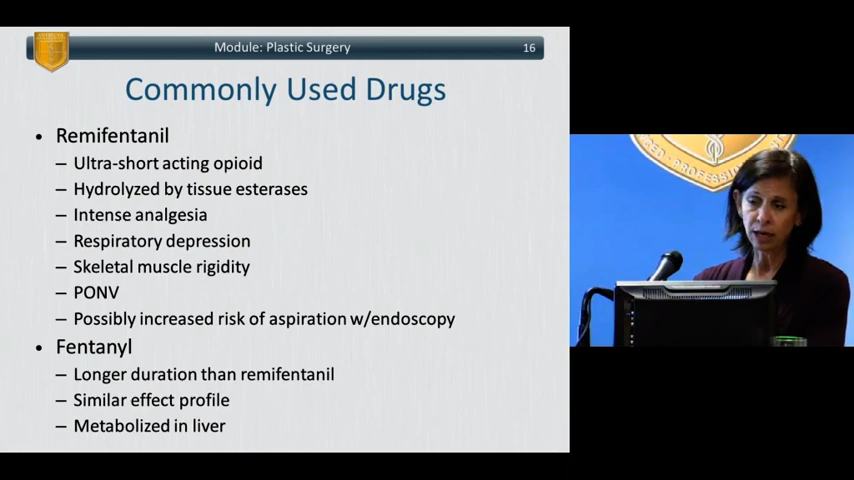 Module: Plastic Surgery
16
Commonly Used Drugs
• Remifentanil
– Ultra-short acting opioid
– Hydrolyzed by tissue esterases
– Intense analgesia
– Respiratory depression
– Skeletal muscle rigidity
– PONV
– Possibly increased risk of aspiration w/endoscopy
• Fentanyl
– Longer duration than remifentanil
– Similar effect profile
– Metabolized in liver